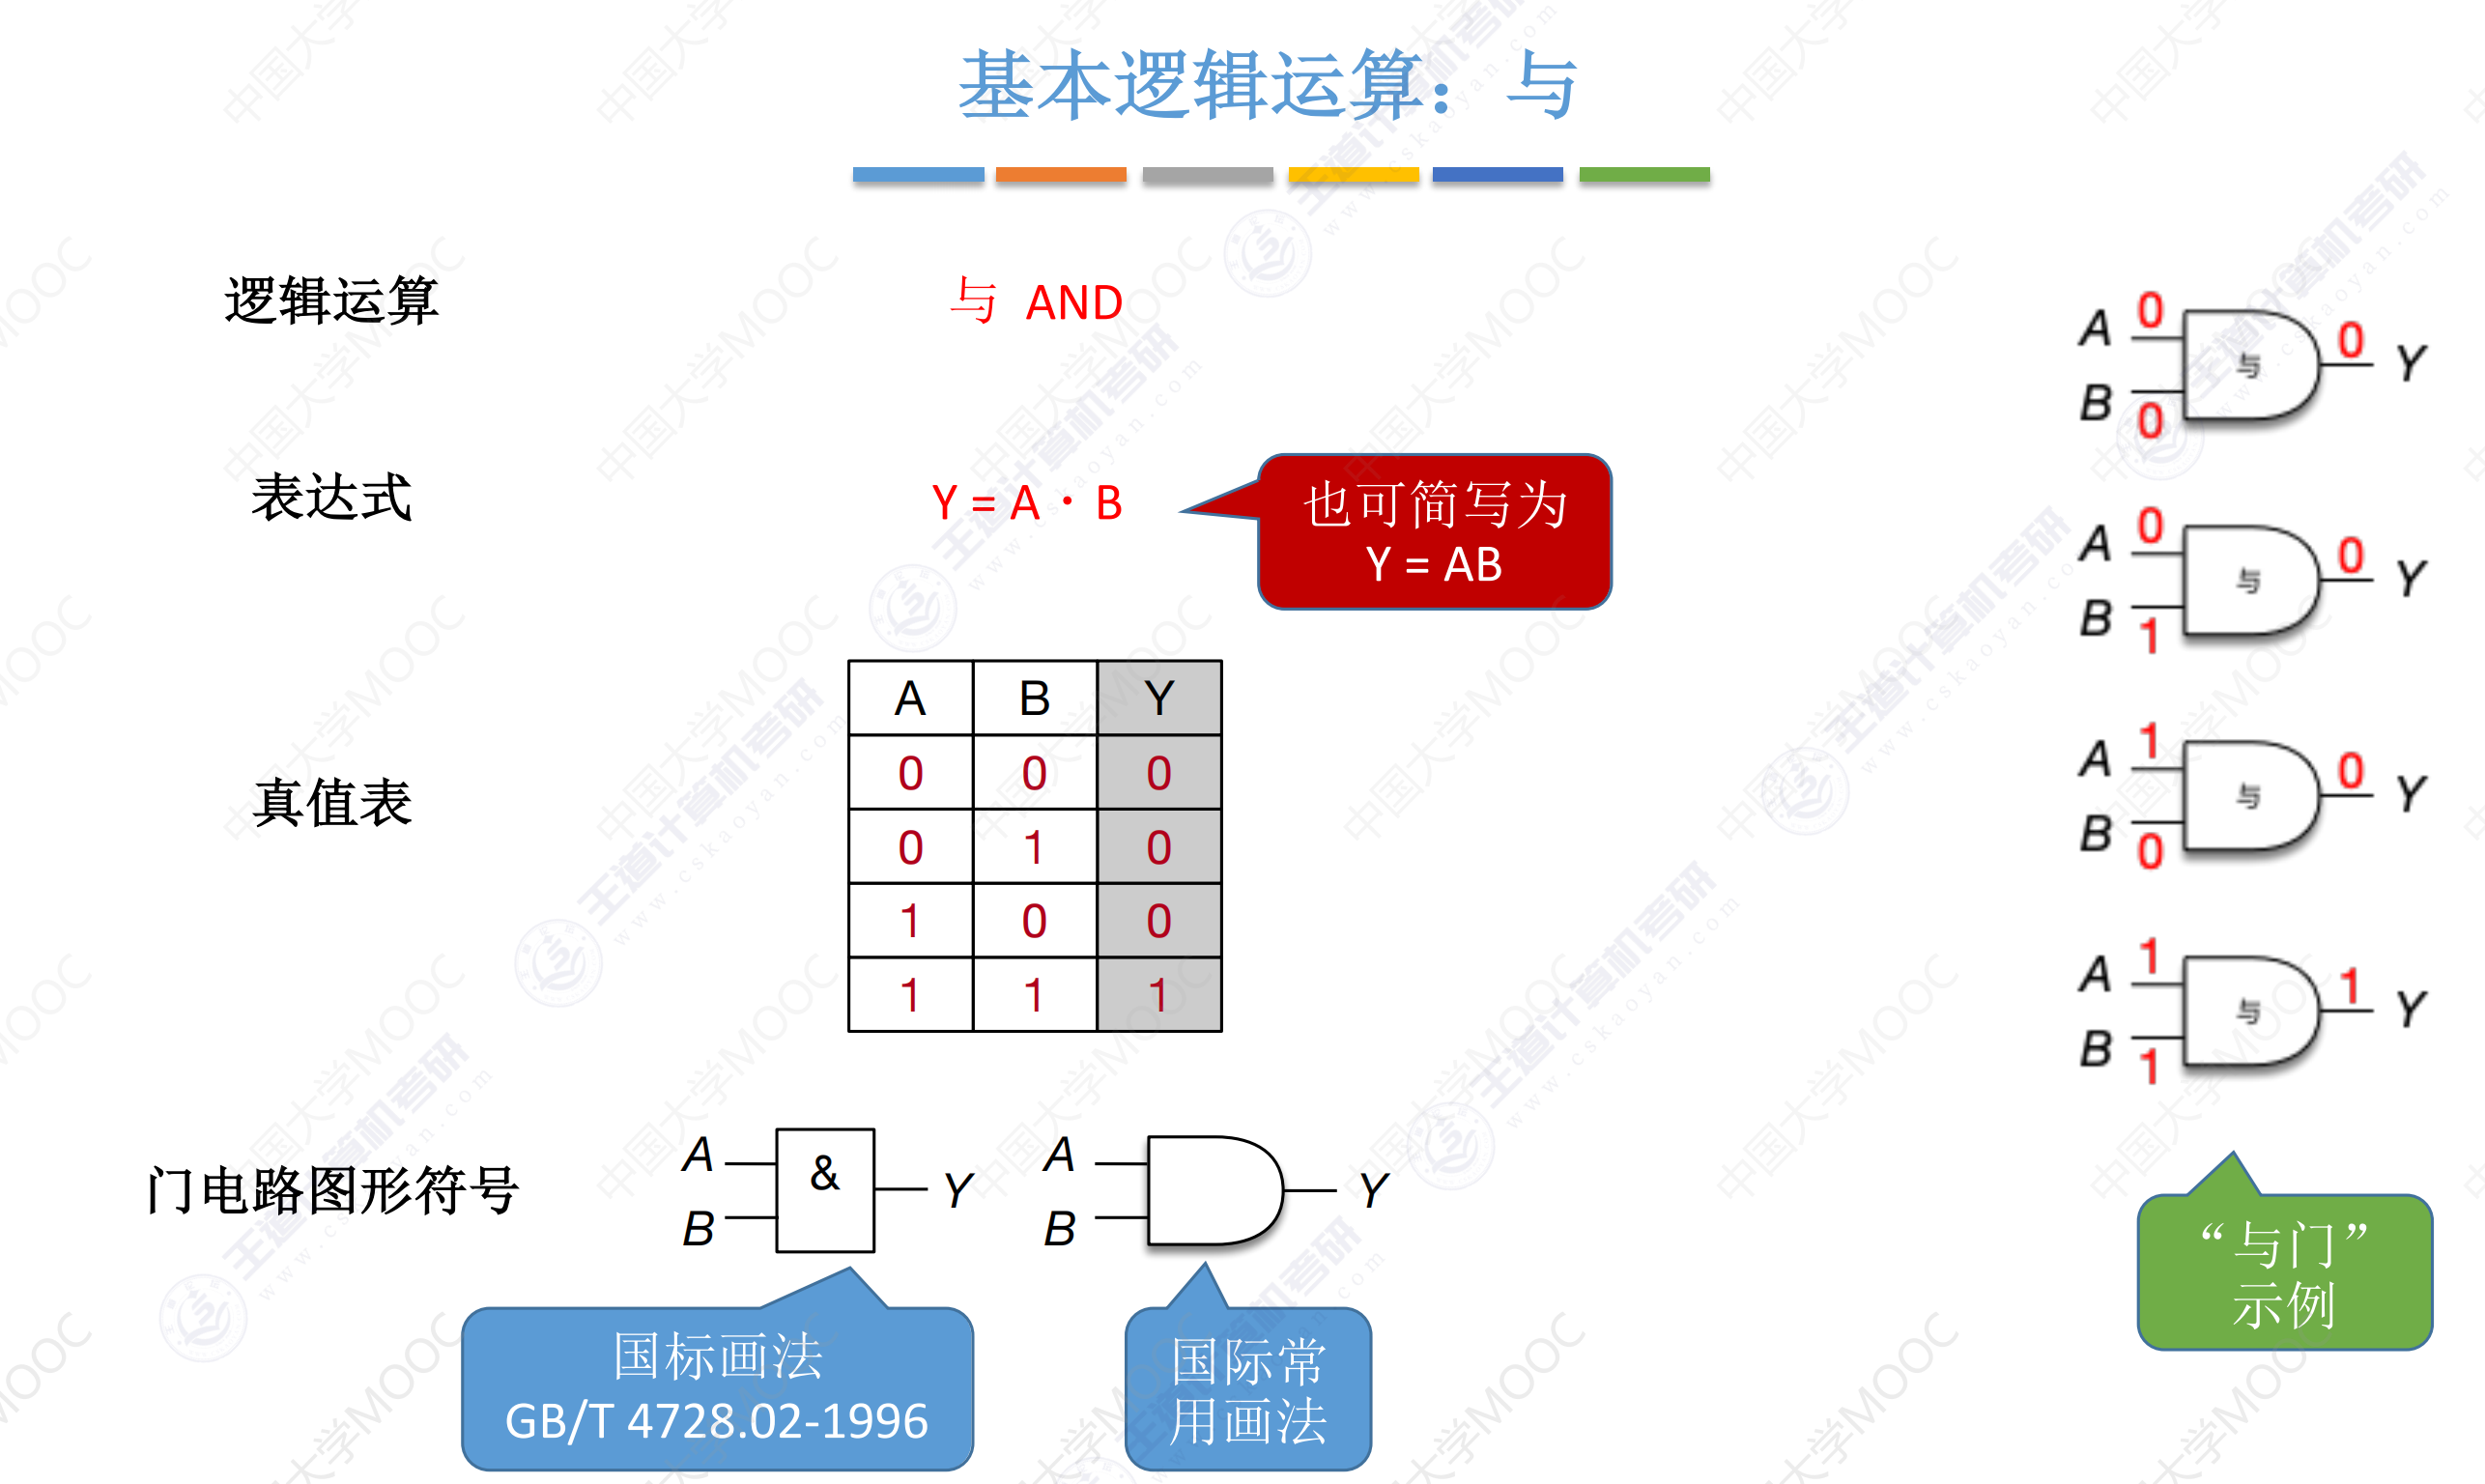 基本逻辑运算：与
逻辑运算
与 AND
表达式
Y = A · B
也可简写为
Y = AB
真值表
A B Y
0 0 0
0 1 0
1 0 0
1 1 1
门电路图形符号
A
B
&
Y
A
B
Y
国标画法
GB/T 4728.02-1996
国际常
用画法
A 0
B 0
与
0 Y
A 0
B 1
与
0 Y
A 1
B 0
与
0 Y
A 1
B 1
与
1 Y
“与门”
示例
中国大学MOOC
王道计算机考研
www.cskaoyan.com